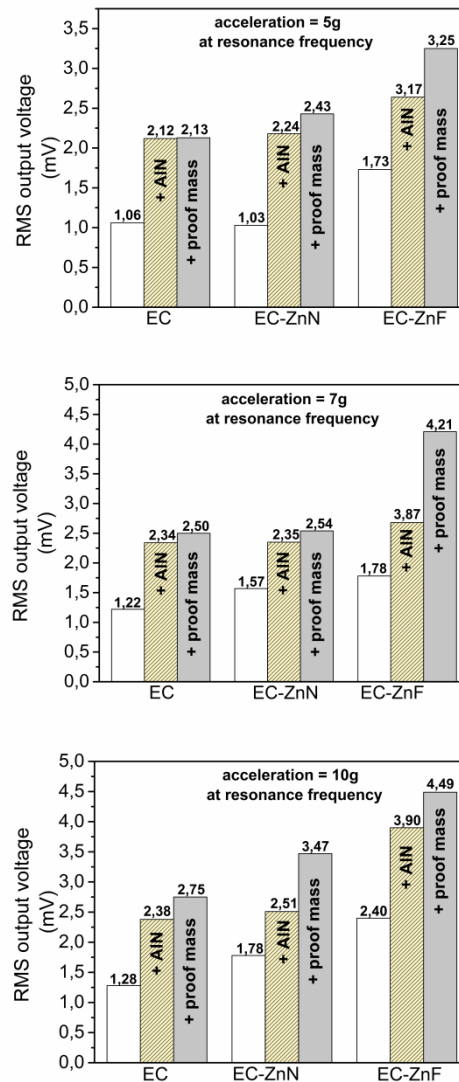 acceleration = 5g
at resonance frequency
RMS output voltage
(mV)
3,5
3,0
2,5
2,0
1,5
1,0
0,5
0,0
1,06
2,12
2,13
+ AlN
+ proof mass
1,03
2,24
2,43
+ AlN
+ proof mass
1,73
3,17
3,25
+ AlN
+ proof mass
EC
EC-ZnN
EC-ZnF
acceleration = 7g
at resonance frequency
RMS output voltage
(mV)
5,0
4,5
4,0
3,5
3,0
2,5
2,0
1,5
1,0
0,5
0,0
1,22
2,34
2,50
+ AlN
+ proof mass
1,57
2,35
2,54
+ AlN
+ proof mass
1,78
3,87
4,21
+ AlN
+ proof mass
EC
EC-ZnN
EC-ZnF
acceleration = 10g
at resonance frequency
RMS output voltage
(mV)
5,0
4,5
4,0
3,5
3,0
2,5
2,0
1,5
1,0
0,5
0,0
1,28
2,38
2,75
+ AlN
+ proof mass
1,78
2,51
3,47
+ AlN
+ proof mass
2,40
3,90
4,49
+ AlN
+ proof mass
EC
EC-ZnN
EC-ZnF